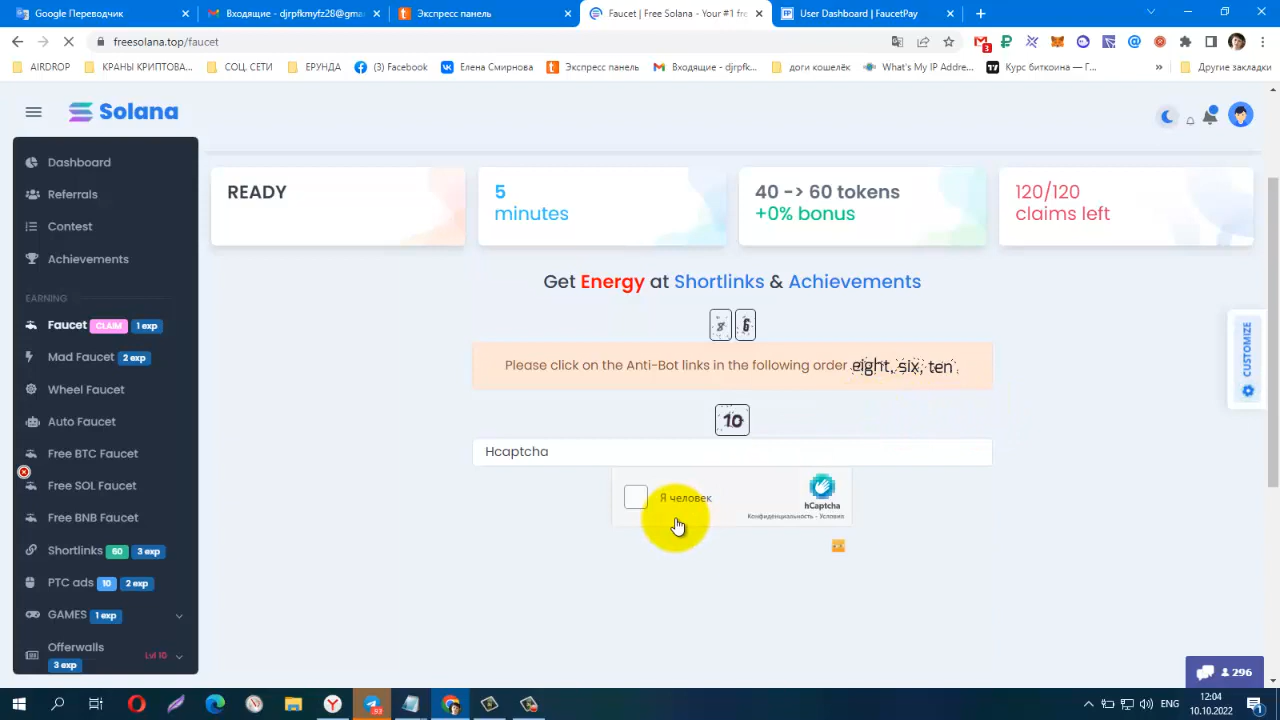 Google Переводчик
Входящие - djrpfkmyfz28@gma
Экспресс панель
Faucet | Free Solana - Your #1 fro
User Dashboard | FaucetPay
freesolana.top/faucet
3
AIRDROP
КРАНЫ КРИПТОВА...
СОЦ. СЕТИ
ЕРУНДА
(3) Facebook
Елена Смирнова
Экспресс панель
Входящие - djrpfk...
доги кошелёк
What's My IP Addre...
Курс биткоина — Г...
Другие закладки
Solana
Dashboard
Referrals
Contest
Achievements
EARNING
Faucet CLAIM 1 exp
Mad Faucet 2 exp
Wheel Faucet
Auto Faucet
Free BTC Faucet
Free SOL Faucet
Free BNB Faucet
Shortlinks 60 3 exp
PTC ads 10 2 exp
GAMES 1 exp
Offerwalls Lvl 10
3 exp
READY
5
minutes
40 -> 60 tokens
+0% bonus
120/120
claims left
Get Energy at Shortlinks & Achievements
8 6
Please click on the Anti-Bot links in the following order eight, six, ten
10
Hcaptcha
Я человек
hCaptcha
Конфиденциальность - Условия
CUSTOMIZE
296
ENG
12:04
10.10.2022
1